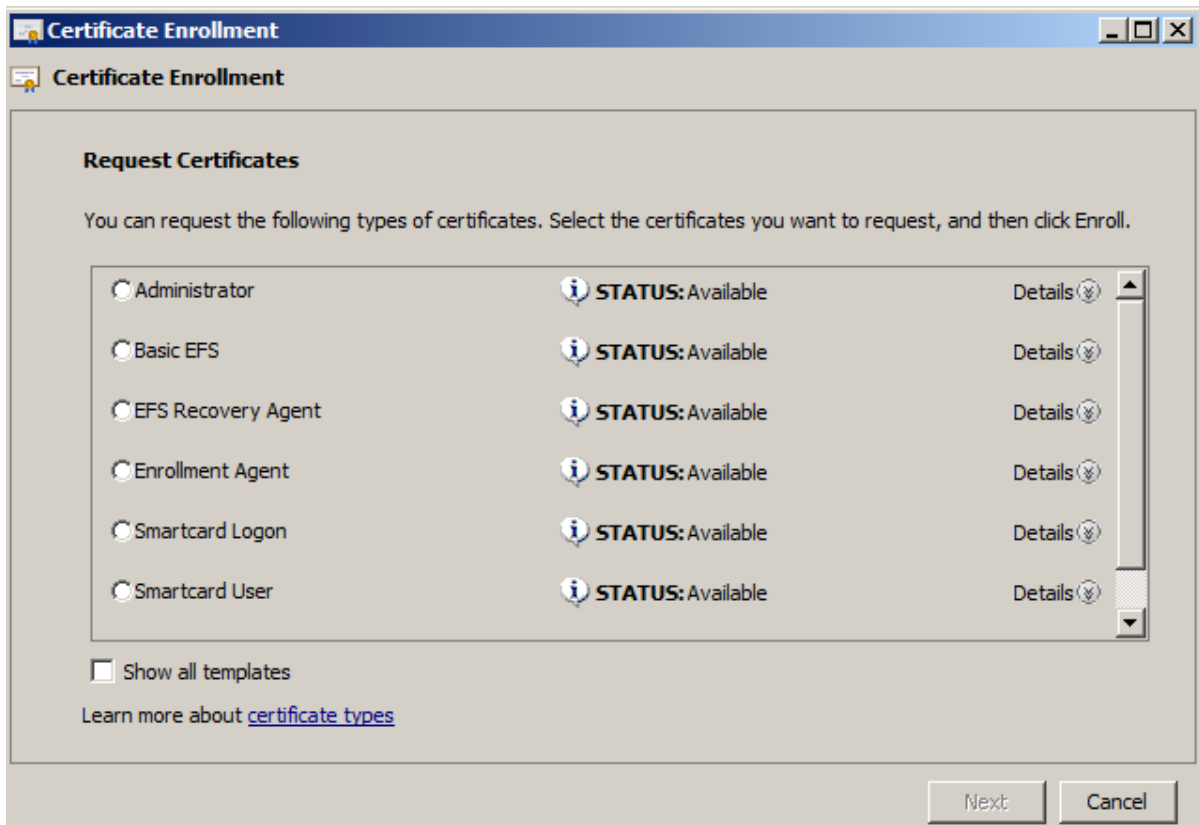 Certificate Enrollment
Certificate Enrollment
Request Certificates
You can request the following types of certificates. Select the certificates you want to request, and then click Enroll.
Administrator STATUS: Available Details
Basic EFS STATUS: Available Details
EFS Recovery Agent STATUS: Available Details
Enrollment Agent STATUS: Available Details
Smartcard Logon STATUS: Available Details
Smartcard User STATUS: Available Details
Show all templates
Learn more about certificate types
Next Cancel